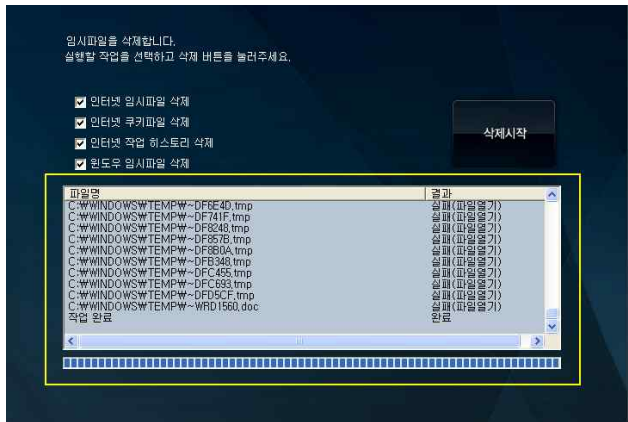 임시파일을 삭제합니다.
실행할 작업을 선택하고 삭제 버튼을 눌러주세요.
인터넷 임시파일 삭제
인터넷 쿠키파일 삭제
인터넷 작업 히스토리 삭제
윈도우 임시파일 삭제
삭제시작
파일명 결과
C:₩WINDOWS₩TEMP₩~DF6E4D.tmp 실패(파일열기)
C:₩WINDOWS₩TEMP₩~DF741F.tmp 실패(파일열기)
C:₩WINDOWS₩TEMP₩~DF8248.tmp 실패(파일열기)
C:₩WINDOWS₩TEMP₩~DF857B.tmp 실패(파일열기)
C:₩WINDOWS₩TEMP₩~DF8B0A.tmp 실패(파일열기)
C:₩WINDOWS₩TEMP₩~DFB348.tmp 실패(파일열기)
C:₩WINDOWS₩TEMP₩~DFC455.tmp 실패(파일열기)
C:₩WINDOWS₩TEMP₩~DFC693.tmp 실패(파일열기)
C:₩WINDOWS₩TEMP₩~DFD5CF.tmp 실패(파일열기)
C:₩WINDOWS₩TEMP₩~WRD1560.doc 실패(파일열기)
작업 완료 완료